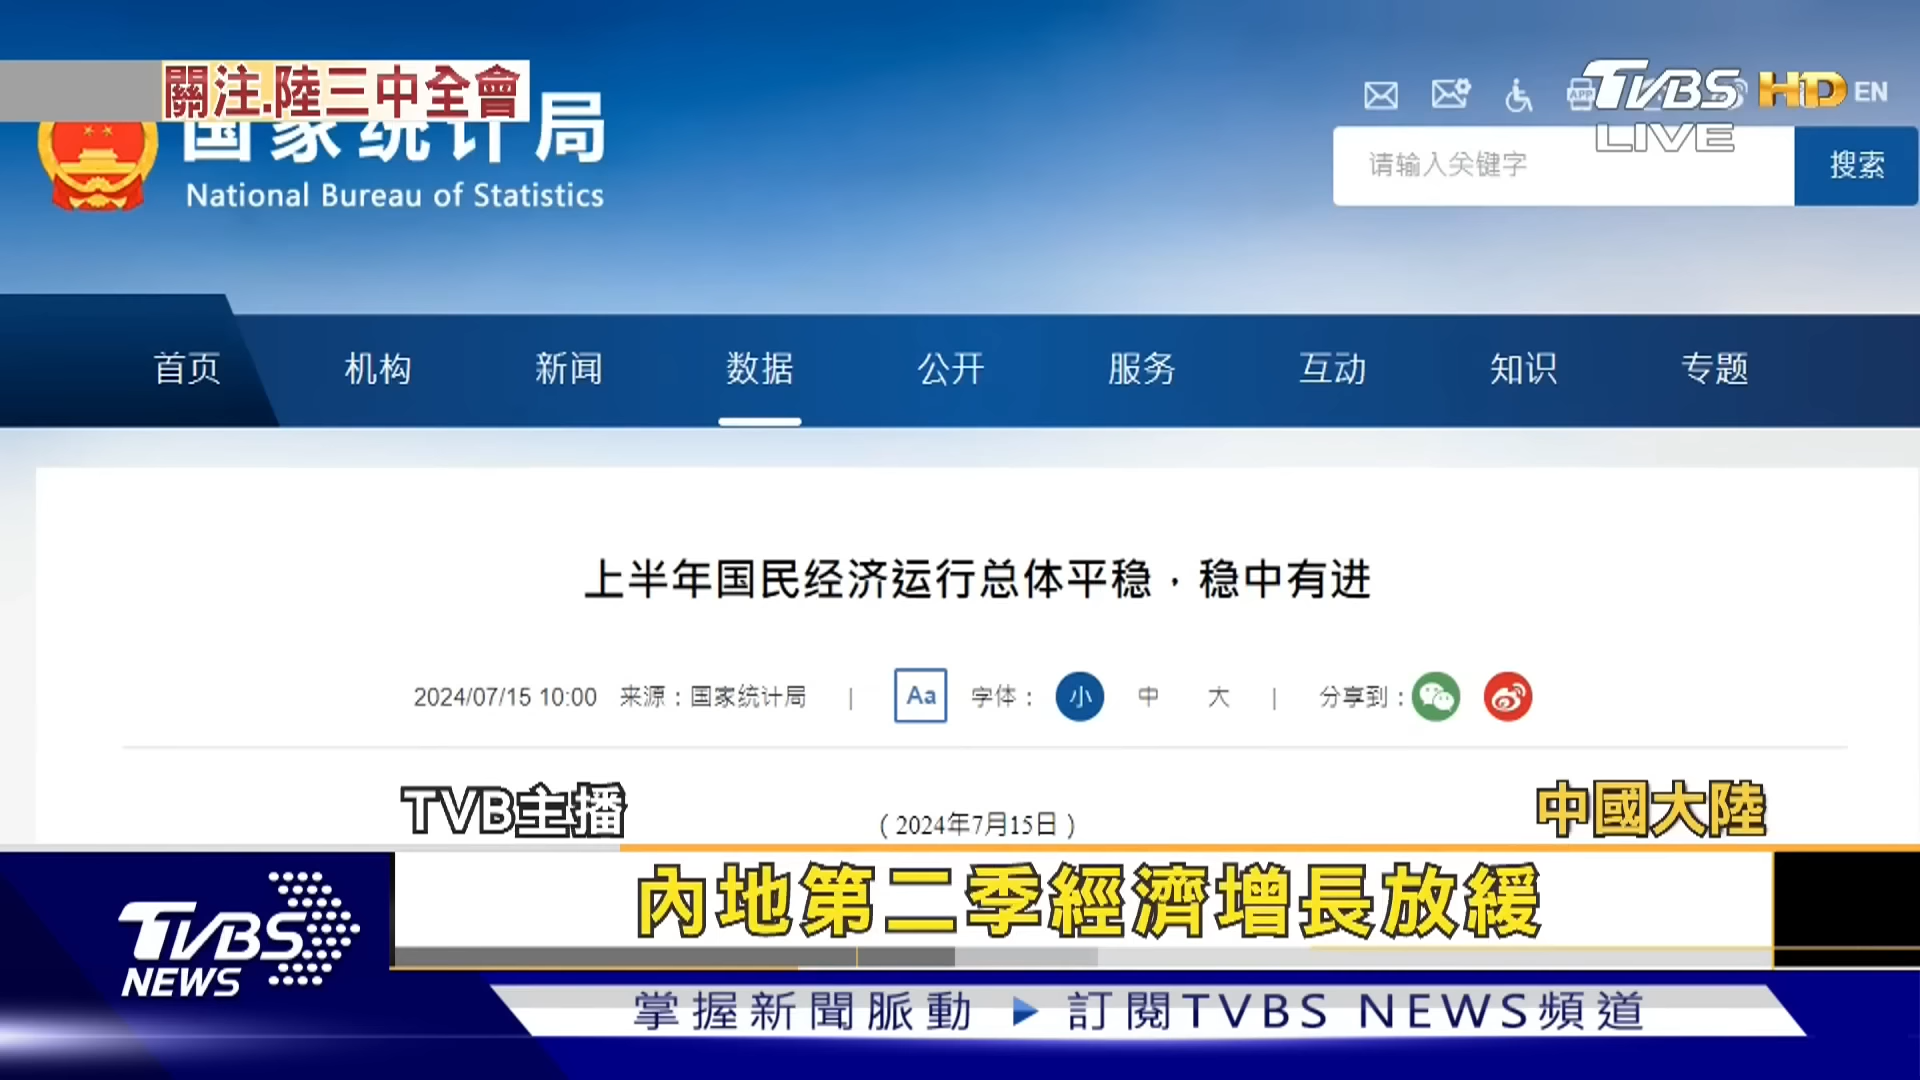 關注.陸三中全會
国家统计局
National Bureau of Statistics
APP
TVBS HD
LIVE
EN
请输入关键字
搜索
首页 机构 新闻 数据 公开 服务 互动 知识 专题
上半年国民经济运行总体平稳，稳中有进
2024/07/15 10:00 来源：国家统计局 | Aa 字体： 小 中 大 | 分享到：
（2024年7月15日）
TVB主播
中國大陸
內地第二季經濟增長放緩
TVBS
NEWS
掌握新聞脈動 ▶ 訂閱TVBS NEWS頻道